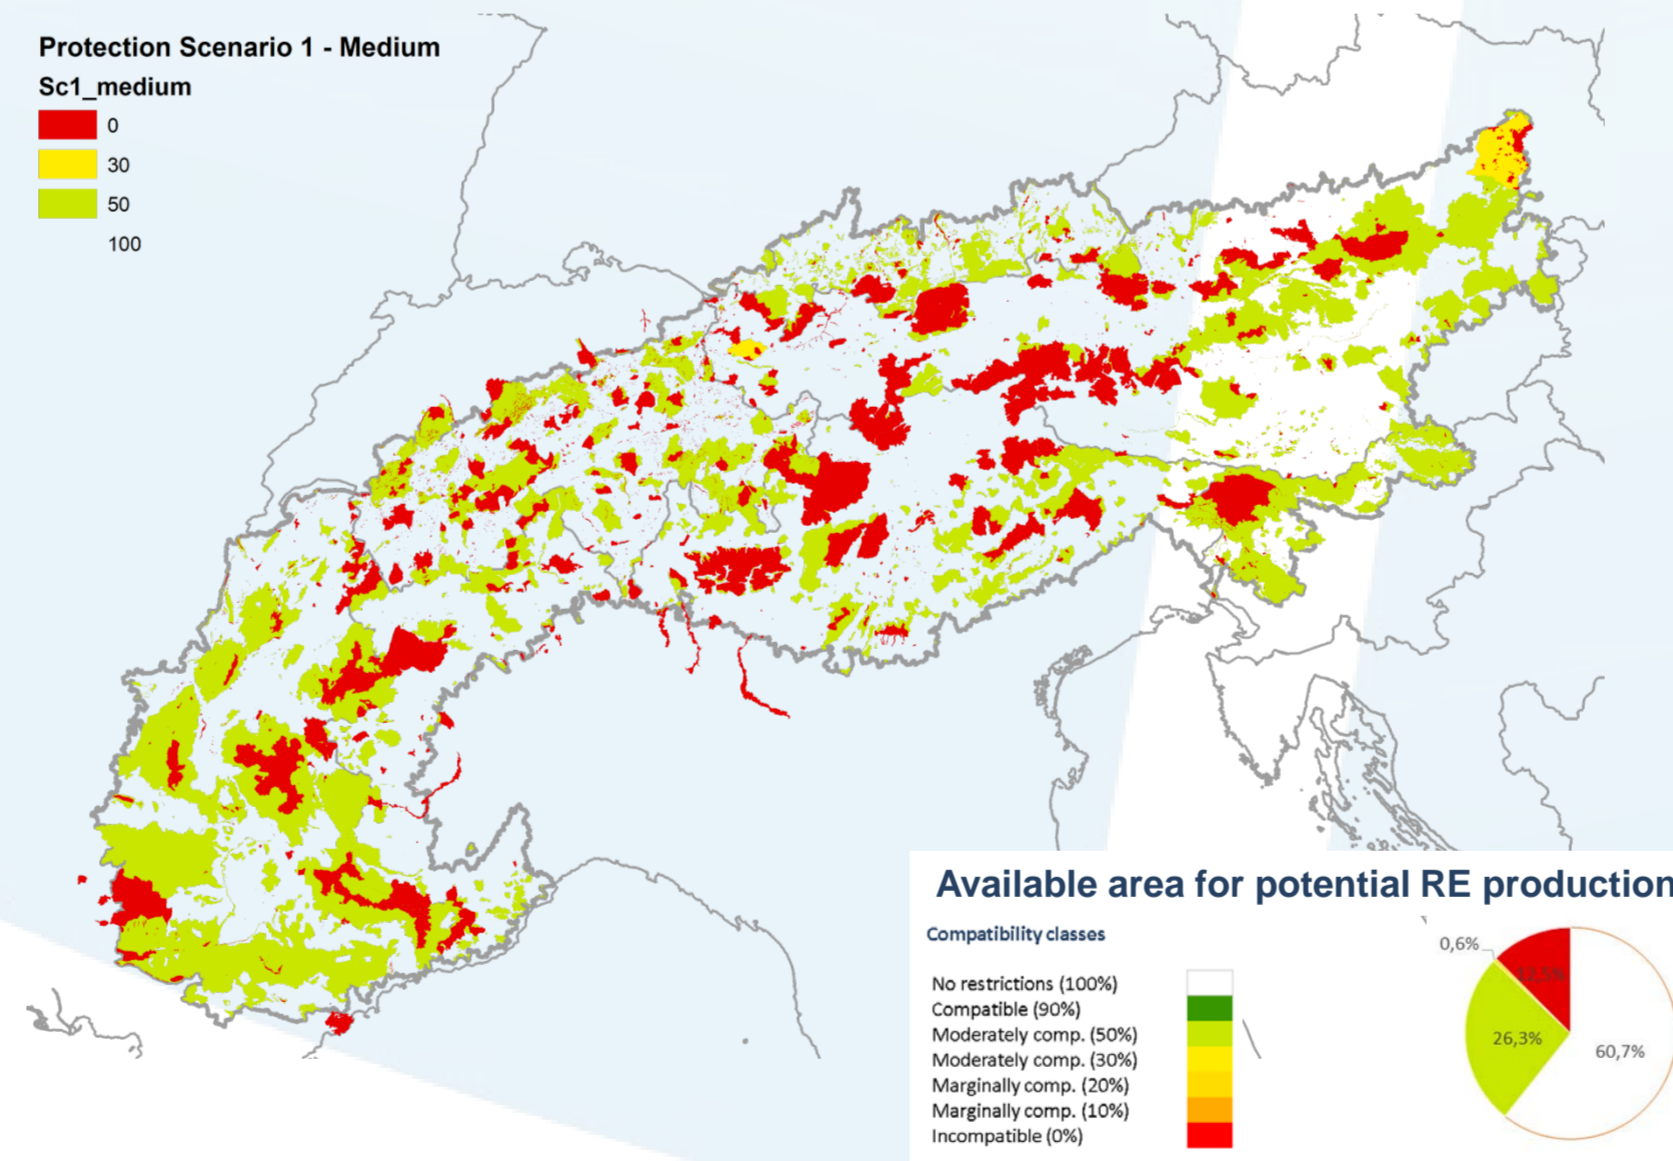 Protection Scenario 1 - Medium
Sc1_medium
0
30
50
100
Available area for potential RE production
Compatibility classes
No restrictions (100%)
Compatible (90%)
Moderately comp. (50%)
Moderately comp. (30%)
Marginally comp. (20%)
Marginally comp. (10%)
Incompatible (0%)
0,6%
12,5%
26,3%
60,7%